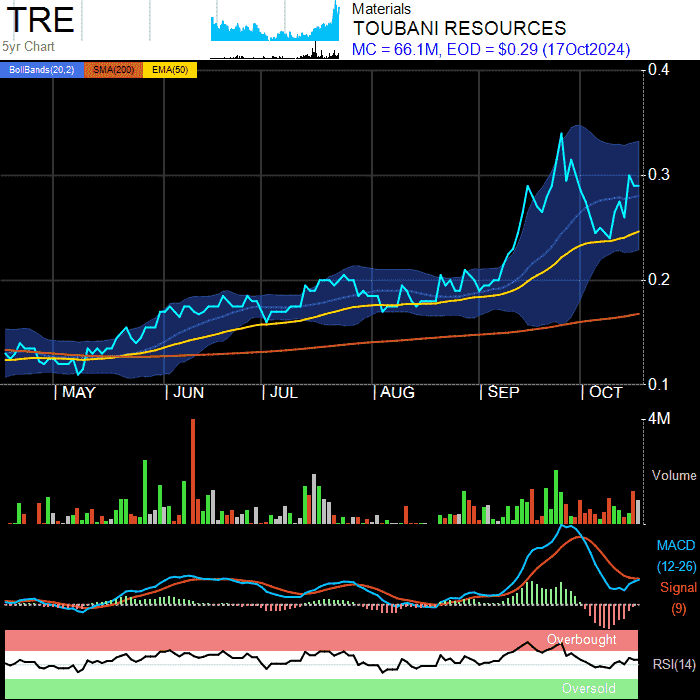 TRE
5yr Chart
Materials
TOUBANI RESOURCES
MC = 66.1M, EOD = $0.29 (17Oct2024)
BollBands(20,2) SMA(200) EMA(50)
0.4
0.3
0.2
0.1
MAY JUN JUL AUG SEP OCT
4M
Volume
MACD
(12-26)
Signal
(9)
Overbought
RSI(14)
Oversold